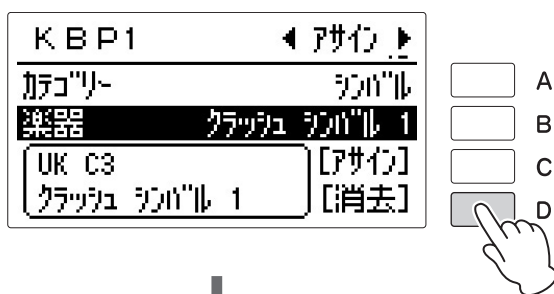 KBP1 ◀ アサイン ▶
カテゴリー シンバル
楽器 クラッシュ シンバル 1
UK C3 [アサイン]
クラッシュ シンバル 1 [消去]
A
B
C
D